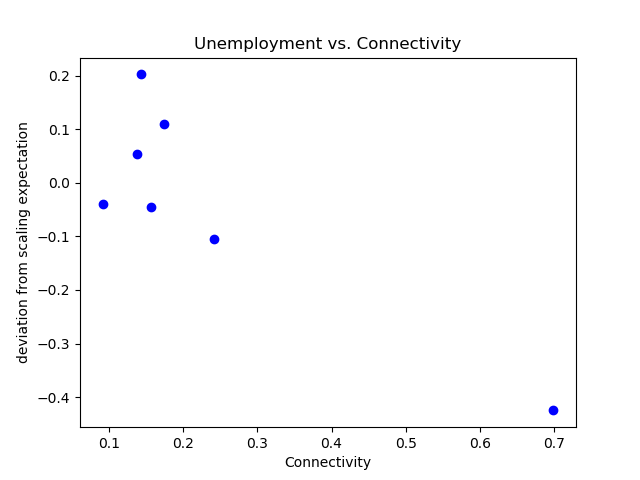 Unemployment vs. Connectivity
deviation from scaling expectation
0.2
0.1
0.0
−0.1
−0.2
−0.3
−0.4
0.1 0.2 0.3 0.4 0.5 0.6 0.7
Connectivity